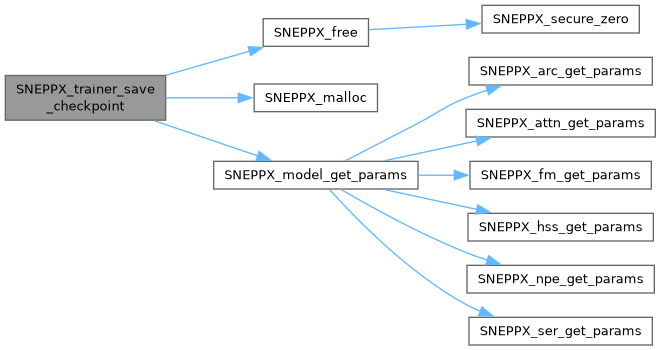 SNEPPX_trainer_save
_checkpoint
SNEPPX_free
SNEPPX_secure_zero
SNEPPX_malloc
SNEPPX_model_get_params
SNEPPX_arc_get_params
SNEPPX_attn_get_params
SNEPPX_fm_get_params
SNEPPX_hss_get_params
SNEPPX_npe_get_params
SNEPPX_ser_get_params